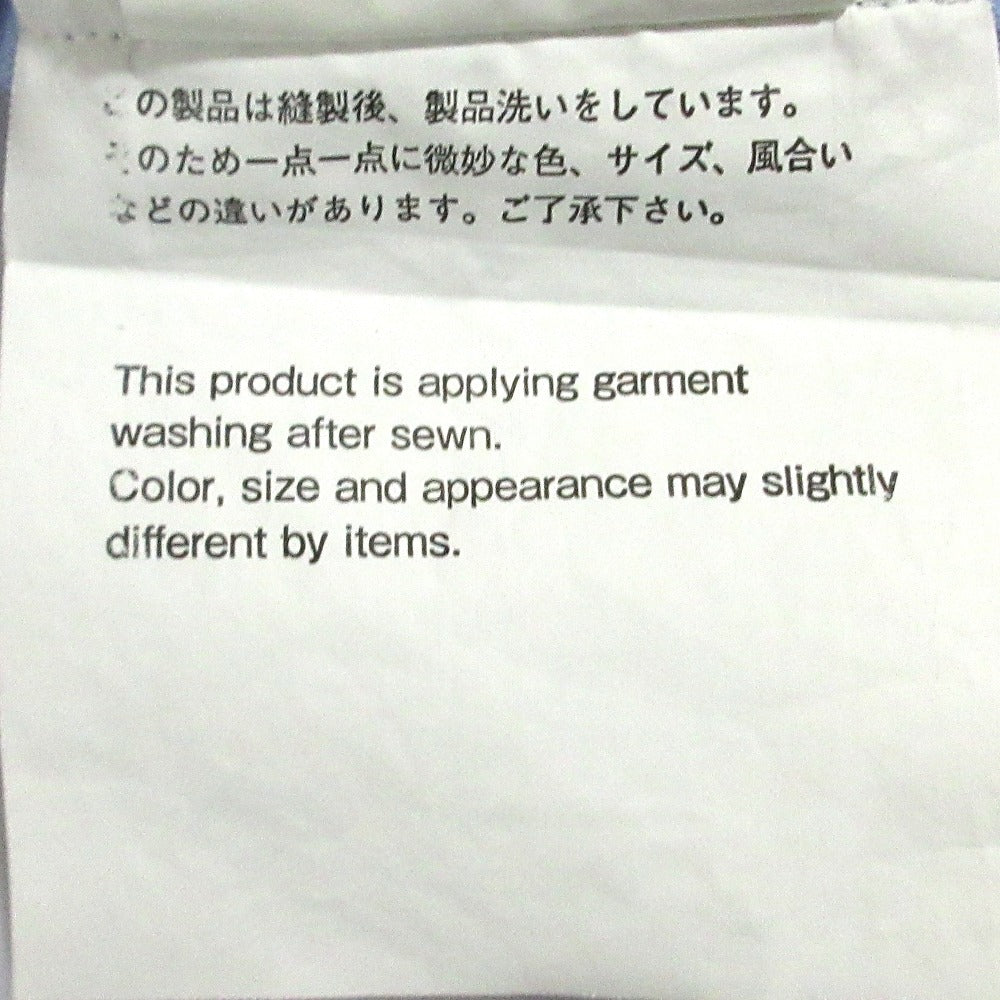 この製品は縫製後、製品洗いをしています。
そのため一点一点に微妙な色、サイズ、風合い
などの違いがあります。ご了承下さい。
This product is applying garment
washing after sewn.
Color, size and appearance may slightly
different by items.